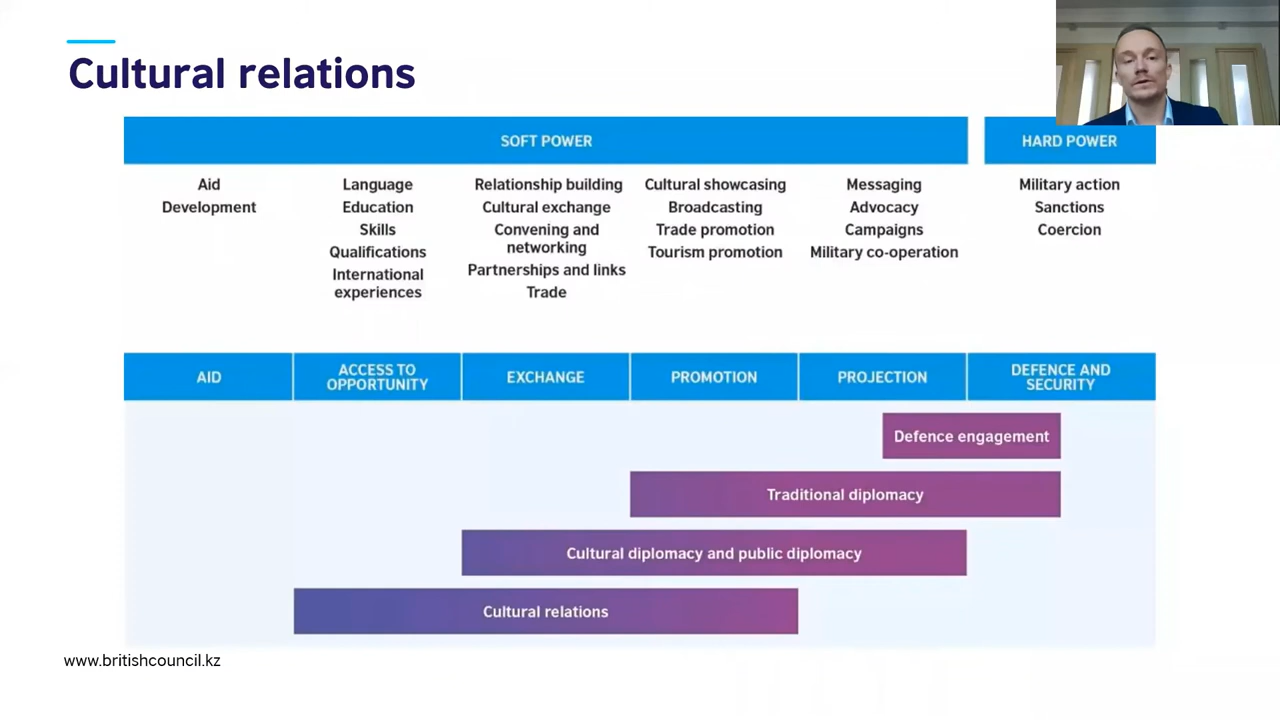 Cultural relations
SOFT POWER
HARD POWER
Aid
Development
Language
Education
Skills
Qualifications
International
experiences
Relationship building
Cultural exchange
Convening and
networking
Partnerships and links
Trade
Cultural showcasing
Broadcasting
Trade promotion
Tourism promotion
Messaging
Advocacy
Campaigns
Military co-operation
Military action
Sanctions
Coercion
AID
ACCESS TO
OPPORTUNITY
EXCHANGE
PROMOTION
PROJECTION
DEFENCE AND
SECURITY
Defence engagement
Traditional diplomacy
Cultural diplomacy and public diplomacy
Cultural relations
www.britishcouncil.kz